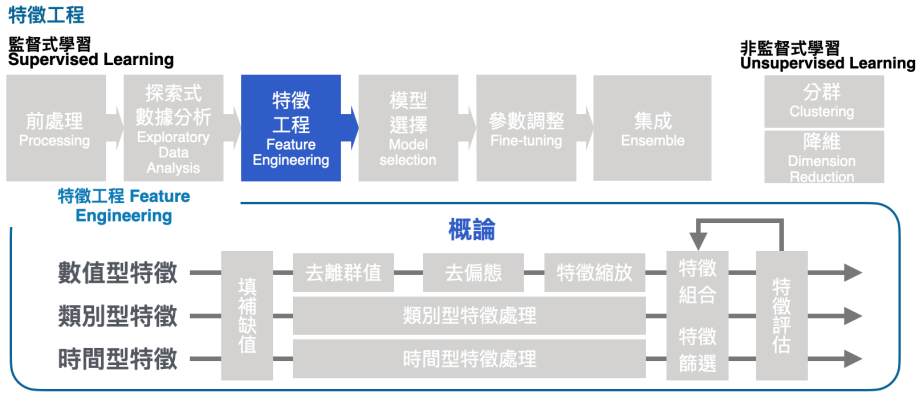 特徵工程
監督式學習
Supervised Learning
非監督式學習
Unsupervised Learning
前處理
Processing
探索式
數據分析
Exploratory
Data
Analysis
特徵
工程
Feature
Engineering
模型
選擇
Model
selection
參數調整
Fine-tuning
集成
Ensemble
分群
Clustering
降維
Dimension
Reduction
特徵工程 Feature
Engineering
概論
數值型特徵
類別型特徵
時間型特徵
填補缺值
去離群值
去偏態
特徵縮放
類別型特徵處理
時間型特徵處理
特徵
組合
特徵
篩選
特徵評估